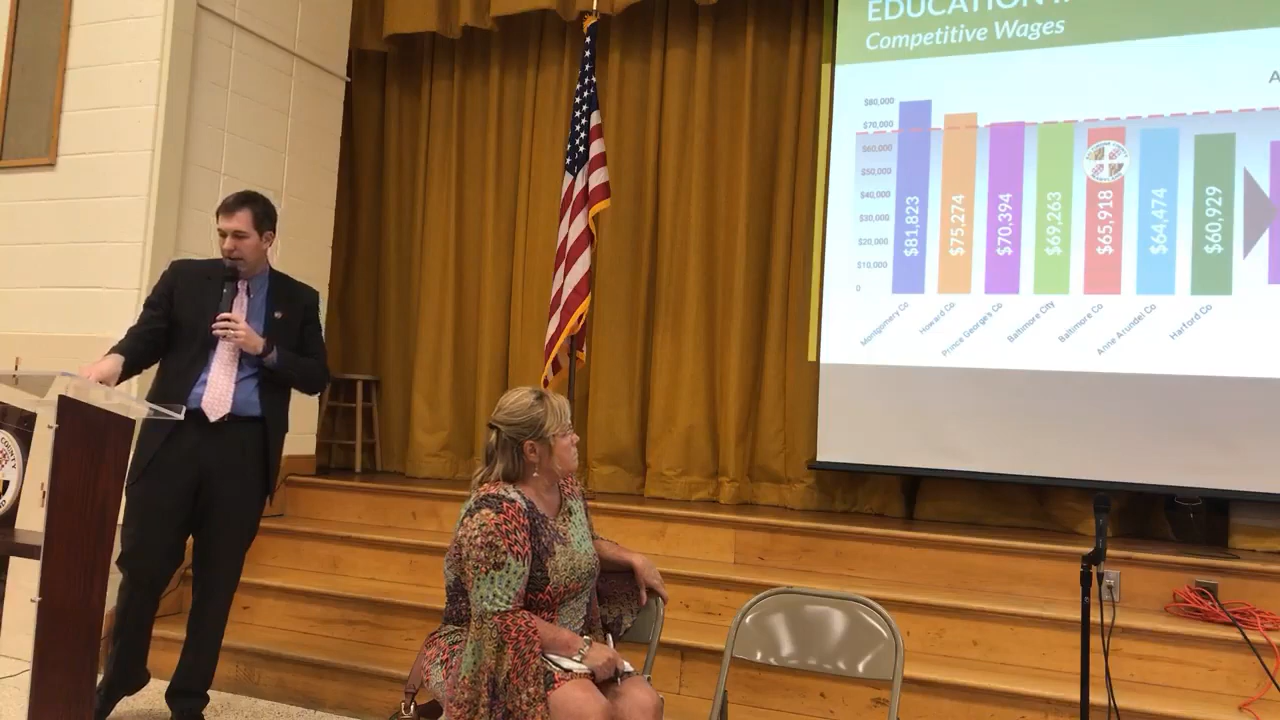 EDUCATION
Competitive Wages
A
$80,000
$70,000
$60,000
$50,000
$40,000
$30,000
$20,000
$10,000
0
$81,823
$75,274
$70,394
$69,263
$65,918
$64,474
$60,929
Montgomery Co
Howard Co
Prince George's Co
Baltimore City
Baltimore Co
Anne Arundel Co
Harford Co
COUNTY